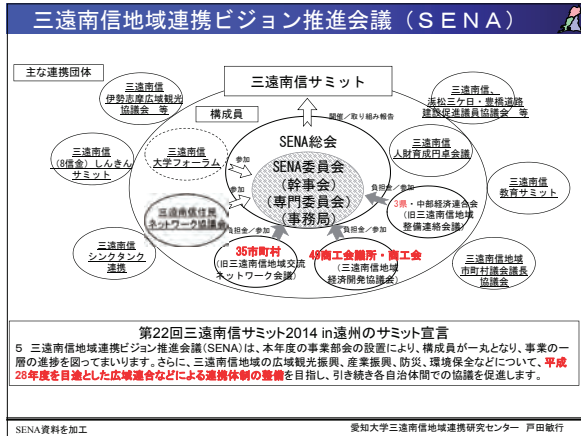 三遠南信地域連携ビジョン推進会議（ＳＥＮＡ）
主な連携団体
三遠南信
伊勢志摩広域観光
協議会　等
三遠南信サミット
三遠南信、
浜松三ケ日・豊橋道路
建設促進議員協議会　等
構成員
開催／取り組み報告
SENA総会
三遠南信
大学フォーラム
参加
三遠南信
人財育成円卓会議
三遠南信
(8信金）しんきん
サミット
SENA委員会
(幹事会)
(専門委員会)
(事務局)
三遠南信
教育サミット
三遠南信住民
ネットワーク協議会
参加
負担金／参加
3県・中部経済連合会
(旧三遠南信地域
整備連絡会議)
三遠南信
シンクタンク
連携
負担金／参加
35市町村
(旧三遠南信地域交流
ネットワーク会議)
負担金／参加
49商工会議所・商工会
(三遠南信地域
経済開発協議会)
三遠南信地域
市町村議会議長
協議会
第22回三遠南信サミット2014 in遠州のサミット宣言
５　三遠南信地域連携ビジョン推進会議(SENA)は、本年度の事業部会の設置により、構成員が一丸となり、事業の一
層の進捗を図ってまいります。さらに、三遠南信地域の広域観光振興、産業振興、防災、環境保全などについて、平成
28年度を目途とした広域連合などによる連携体制の整備を目指し、引き続き各自治体間での協議を促進します。
SENA資料を加工
愛知大学三遠南信地域連携研究センター　戸田敏行